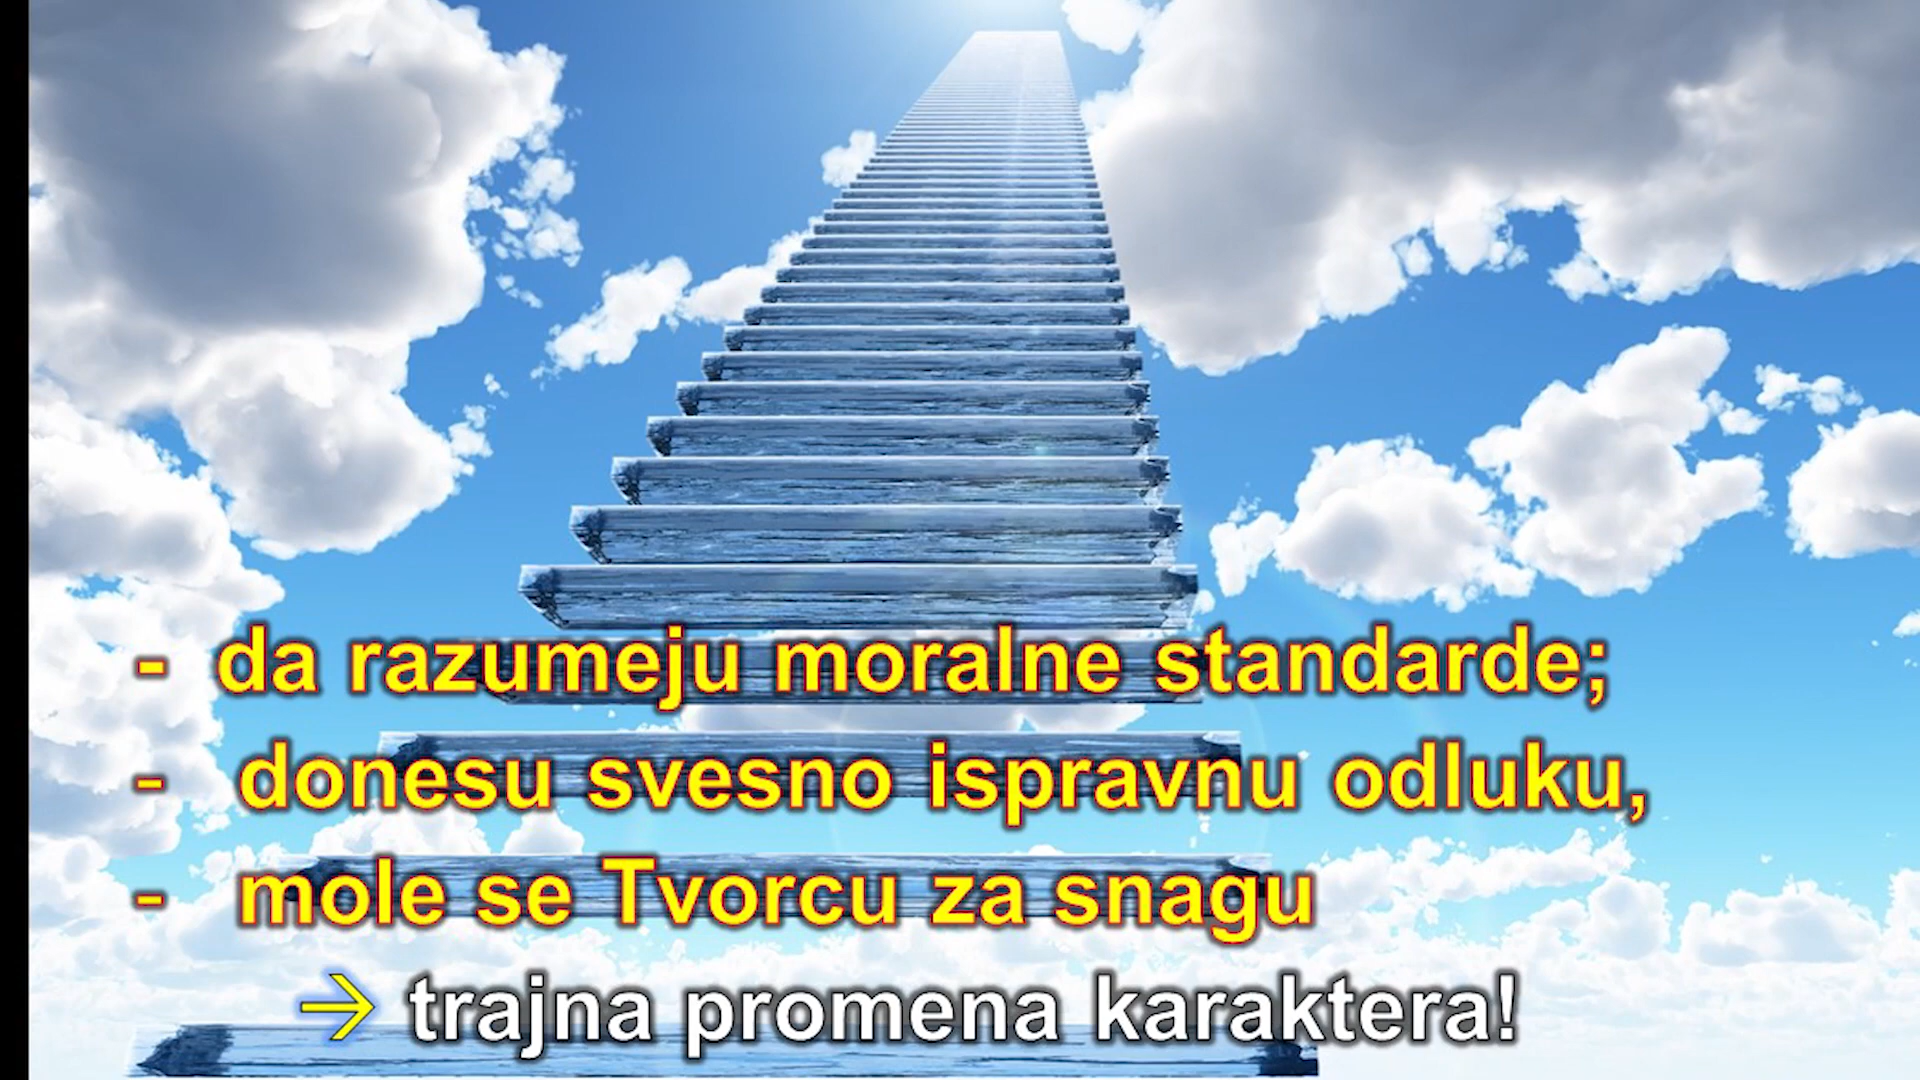 - da razumeju moralne standarde;
- donesu svesno ispravnu odluku,
- mole se Tvorcu za snagu
→ trajna promena karaktera!